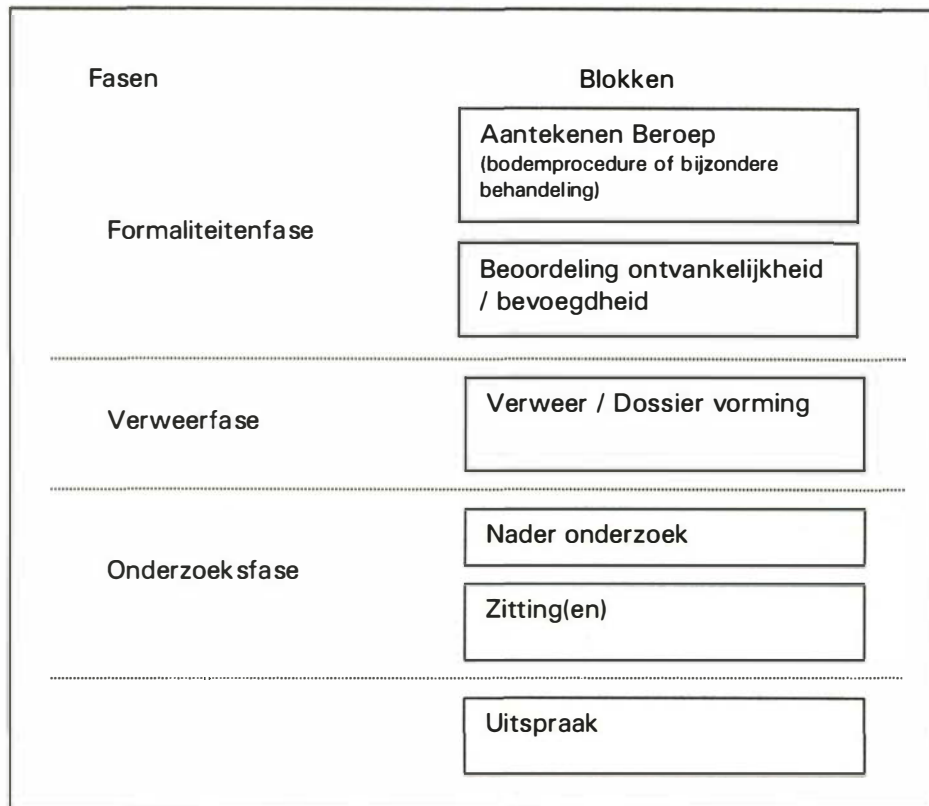 Fasen
Blokken
Aantekenen Beroep
(bodemprocedure of bijzondere
behandeling)
Formaliteitenfase
Beoordeling ontvankelijkheid
/ bevoegdheid
Verweerfase
Verweer / Dossier vorming
Onderzoeksfase
Nader onderzoek
Zitting(en)
Uitspraak